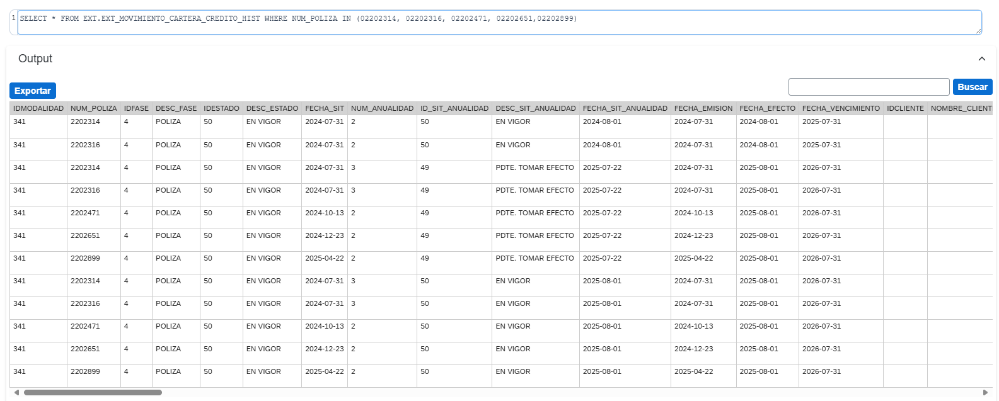 1 SELECT * FROM EXT.EXT_MOVIMIENTO_CARTERA_CREDITO_HIST WHERE NUM_POLIZA IN (02202314, 02202316, 02202471, 02202651,02202899)
Output
Exportar Buscar
IDMODALIDAD NUM_POLIZA IDFASE DESC_FASE IDESTADO DESC_ESTADO FECHA_SIT NUM_ANUALIDAD ID_SIT_ANUALIDAD DESC_SIT_ANUALIDAD FECHA_SIT_ANUALIDAD FECHA_EMISION FECHA_EFECTO FECHA_VENCIMIENTO IDCLIENTE NOMBRE_CLIENT
341 2202314 4 POLIZA 50 EN VIGOR 2024-07-31 2 50 EN VIGOR 2024-08-01 2024-07-31 2024-08-01 2025-07-31
341 2202316 4 POLIZA 50 EN VIGOR 2024-07-31 2 50 EN VIGOR 2024-08-01 2024-07-31 2024-08-01 2025-07-31
341 2202314 4 POLIZA 50 EN VIGOR 2024-07-31 3 49 PDTE. TOMAR EFECTO 2025-07-22 2024-07-31 2025-08-01 2026-07-31
341 2202316 4 POLIZA 50 EN VIGOR 2024-07-31 3 49 PDTE. TOMAR EFECTO 2025-07-22 2024-07-31 2025-08-01 2026-07-31
341 2202471 4 POLIZA 50 EN VIGOR 2024-10-13 2 49 PDTE. TOMAR EFECTO 2025-07-22 2024-10-13 2025-08-01 2026-07-31
341 2202651 4 POLIZA 50 EN VIGOR 2024-12-23 2 49 PDTE. TOMAR EFECTO 2025-07-22 2024-12-23 2025-08-01 2026-07-31
341 2202899 4 POLIZA 50 EN VIGOR 2025-04-22 2 49 PDTE. TOMAR EFECTO 2025-07-22 2025-04-22 2025-08-01 2026-07-31
341 2202314 4 POLIZA 50 EN VIGOR 2024-07-31 3 50 EN VIGOR 2025-08-01 2024-07-31 2025-08-01 2026-07-31
341 2202316 4 POLIZA 50 EN VIGOR 2024-07-31 3 50 EN VIGOR 2025-08-01 2024-07-31 2025-08-01 2026-07-31
341 2202471 4 POLIZA 50 EN VIGOR 2024-10-13 2 50 EN VIGOR 2025-08-01 2024-10-13 2025-08-01 2026-07-31
341 2202651 4 POLIZA 50 EN VIGOR 2024-12-23 2 50 EN VIGOR 2025-08-01 2024-12-23 2025-08-01 2026-07-31
341 2202899 4 POLIZA 50 EN VIGOR 2025-04-22 2 50 EN VIGOR 2025-08-01 2025-04-22 2025-08-01 2026-07-31